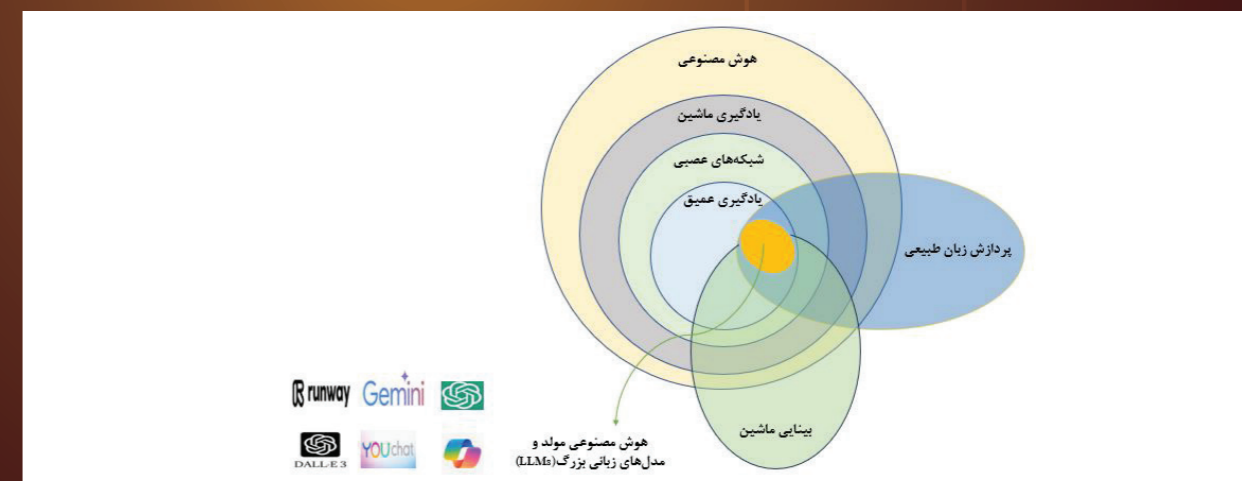 هوش مصنوعی
یادگیری ماشین
شبکه‌های عصبی
یادگیری عمیق
پردازش زبان طبیعی
بینایی ماشین
هوش مصنوعی مولد و
مدل‌های زبانی بزرگ(LLMs)
runway
Gemini
DALL·E 3
YOUchat